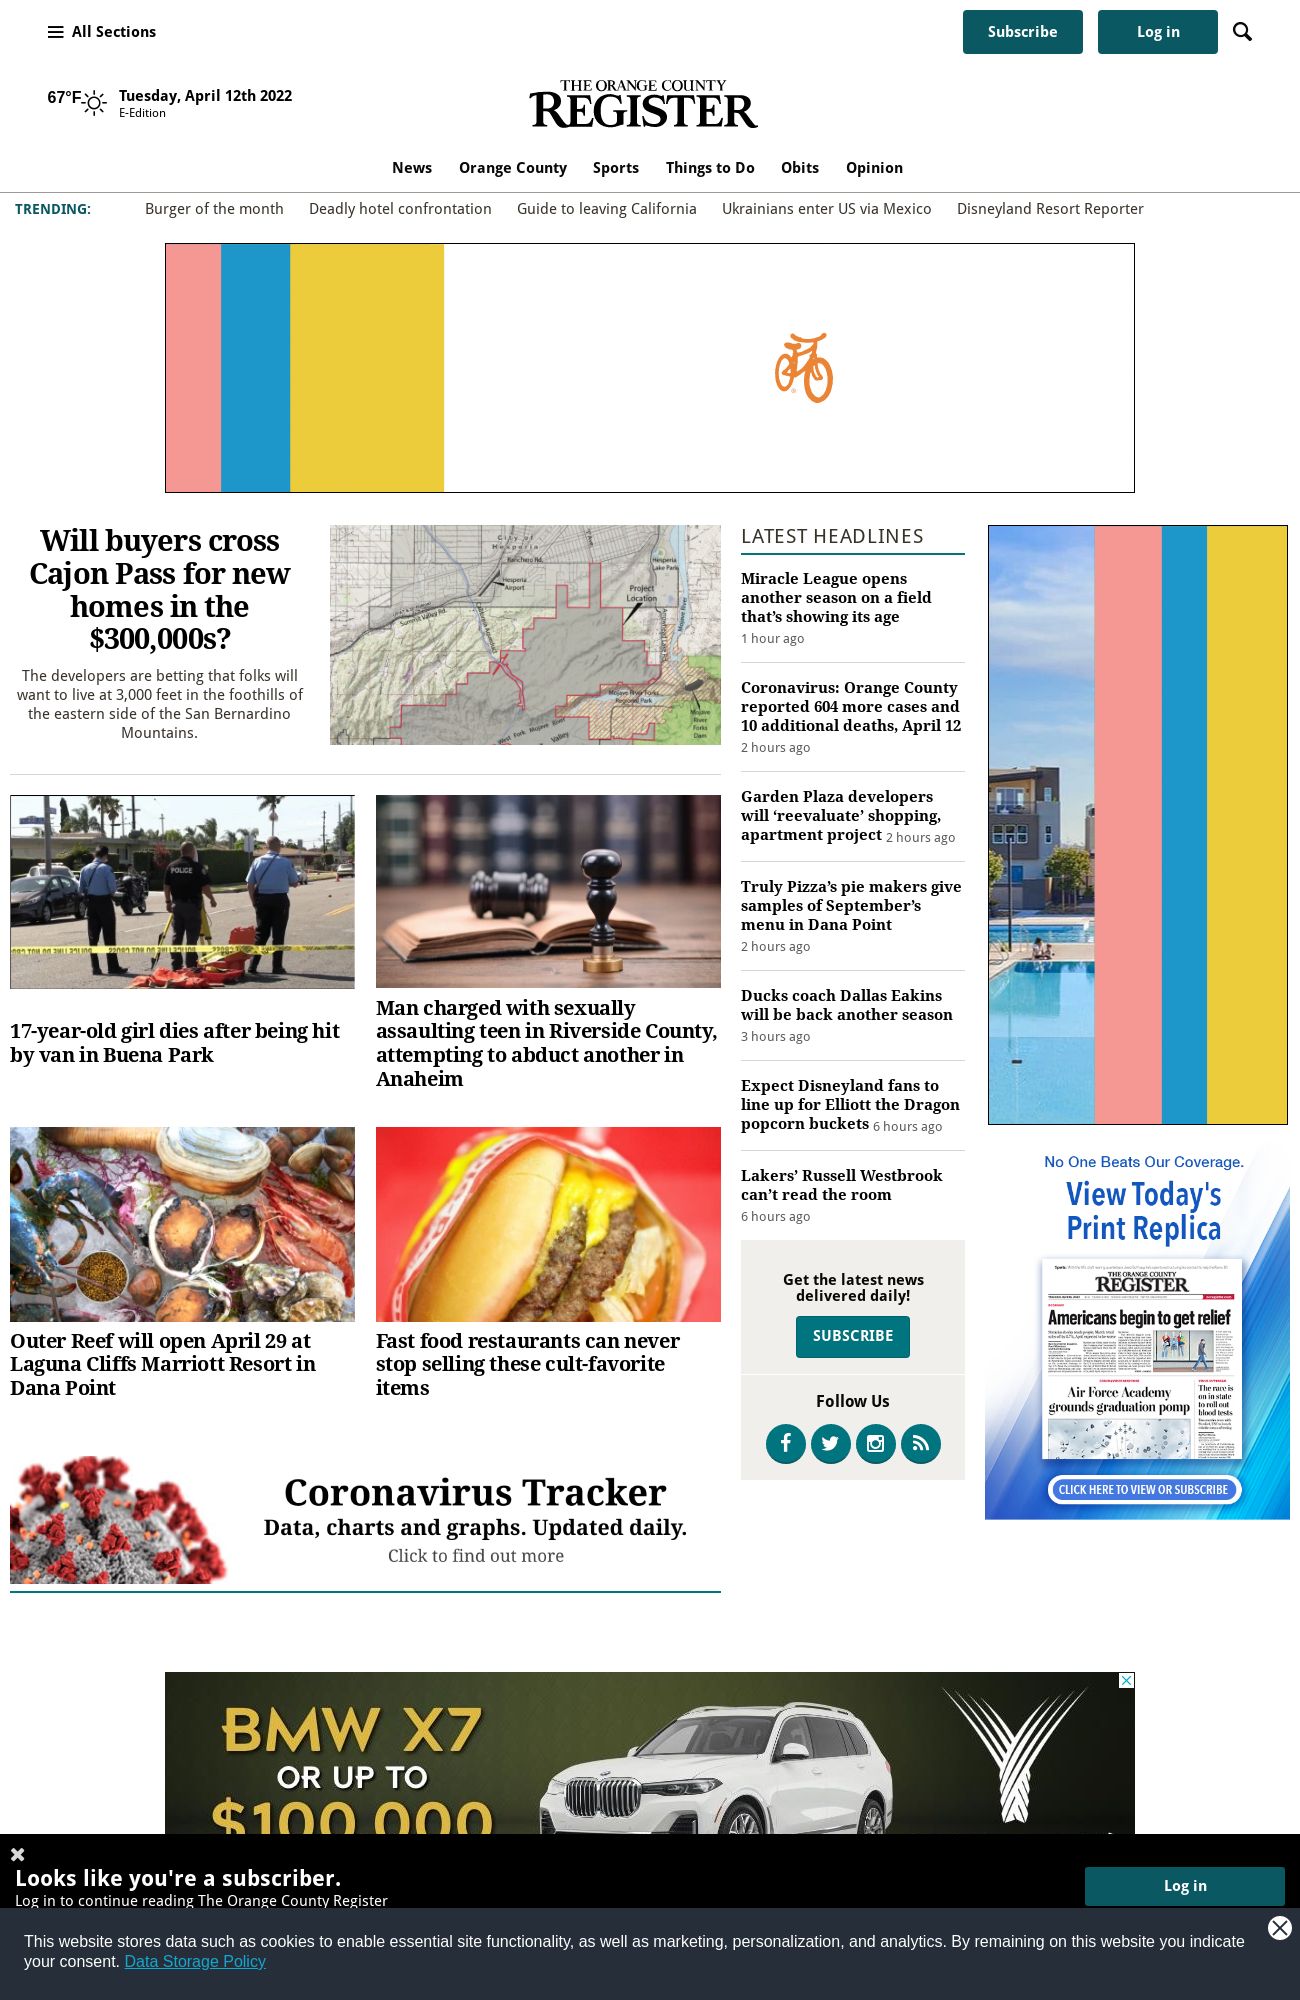 All Sections
Subscribe
Log in
67°F
Tuesday, April 12th 2022
E-Edition
THE ORANGE COUNTY
REGISTER
News Orange County Sports Things to Do Obits Opinion
TRENDING: Burger of the month Deadly hotel confrontation Guide to leaving California Ukrainians enter US via Mexico Disneyland Resort Reporter
Will buyers cross
Cajon Pass for new
homes in the
$300,000s?
The developers are betting that folks will
want to live at 3,000 feet in the foothills of
the eastern side of the San Bernardino
Mountains.
City of
Hesperia
Ranchero Rd.
Hesperia
Airport
Hesperia
Lake Park
Project
Location
Summit Valley Rd.
California Aqueduct
Arrowhead Lake Rd.
Mojave River
Mojave River Forks
Regional Park
Mojave
River
Forks
Dam
West Fork Mojave River
Valley
POLICE
17-year-old girl dies after being hit
by van in Buena Park
Man charged with sexually
assaulting teen in Riverside County,
attempting to abduct another in
Anaheim
Outer Reef will open April 29 at
Laguna Cliffs Marriott Resort in
Dana Point
Fast food restaurants can never
stop selling these cult-favorite
items
Coronavirus Tracker
Data, charts and graphs. Updated daily.
Click to find out more
LATEST HEADLINES
Miracle League opens
another season on a field
that’s showing its age
1 hour ago
Coronavirus: Orange County
reported 604 more cases and
10 additional deaths, April 12
2 hours ago
Garden Plaza developers
will ‘reevaluate’ shopping,
apartment project 2 hours ago
Truly Pizza’s pie makers give
samples of September’s
menu in Dana Point
2 hours ago
Ducks coach Dallas Eakins
will be back another season
3 hours ago
Expect Disneyland fans to
line up for Elliott the Dragon
popcorn buckets 6 hours ago
Lakers’ Russell Westbrook
can’t read the room
6 hours ago
Get the latest news
delivered daily!
SUBSCRIBE
Follow Us
No One Beats Our Coverage.
View Today's
Print Replica
THE ORANGE COUNTY
REGISTER
Americans begin to get relief
Air Force Academy
grounds graduation pomp
The race is
on in state
to roll out
blood tests
CLICK HERE TO VIEW OR SUBSCRIBE
BMW X7
OR UP TO
$100,000
Looks like you're a subscriber.
Log in to continue reading The Orange County Register
Log in
This website stores data such as cookies to enable essential site functionality, as well as marketing, personalization, and analytics. By remaining on this website you indicate
your consent. Data Storage Policy